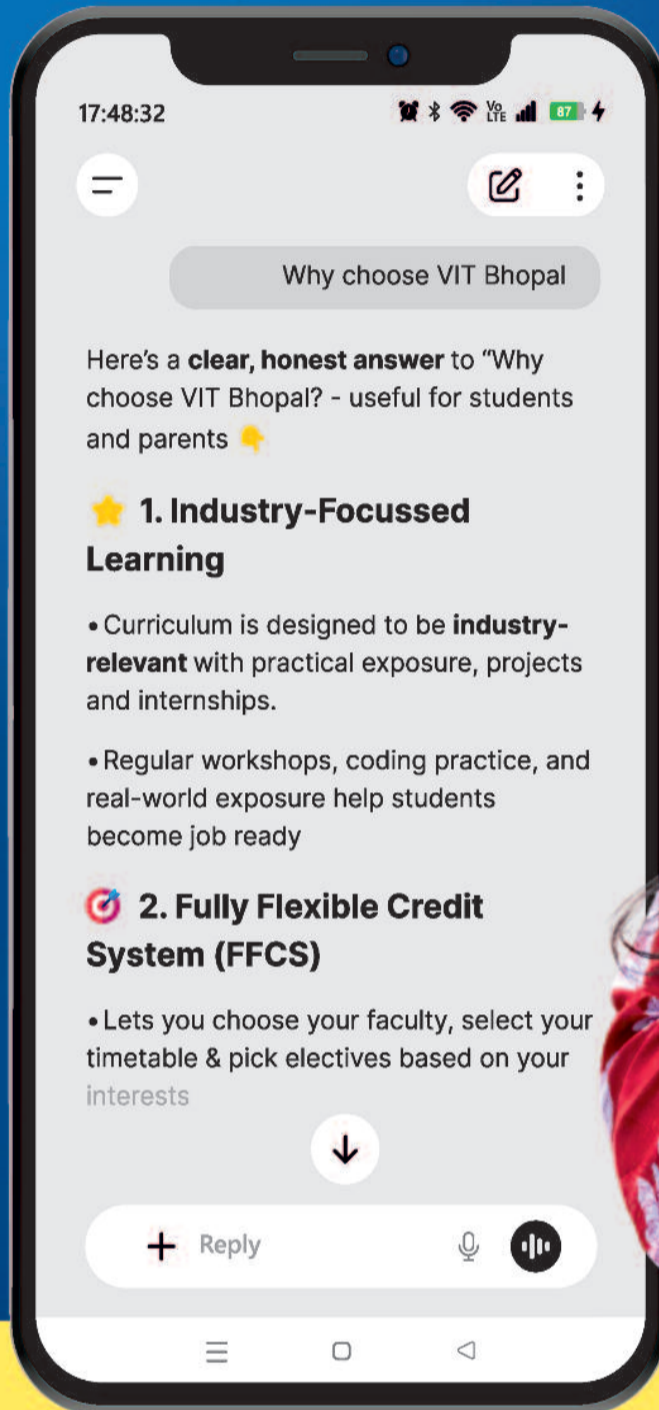 17:48:32
Vo
LTE
87
Why choose VIT Bhopal
Here’s a clear, honest answer to “Why
choose VIT Bhopal? - useful for students
and parents 👇
⭐ 1. Industry-Focussed
Learning
• Curriculum is designed to be industry-
relevant with practical exposure, projects
and internships.
• Regular workshops, coding practice, and
real-world exposure help students
become job ready
🎯 2. Fully Flexible Credit
System (FFCS)
• Lets you choose your faculty, select your
timetable & pick electives based on your
interests
Reply